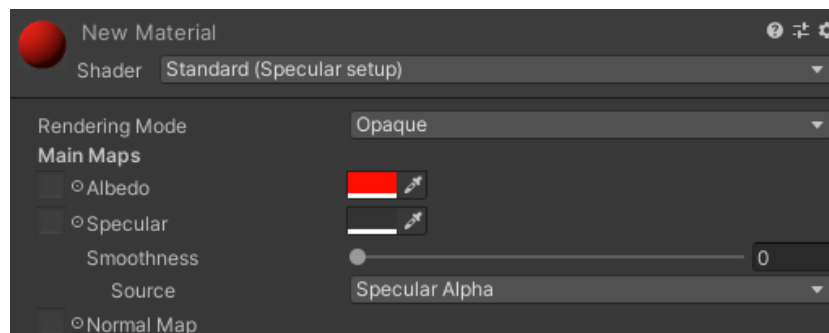 New Material
Shader Standard (Specular setup)
Rendering Mode Opaque
Main Maps
Albedo
Specular
Smoothness 0
Source Specular Alpha
Normal Map